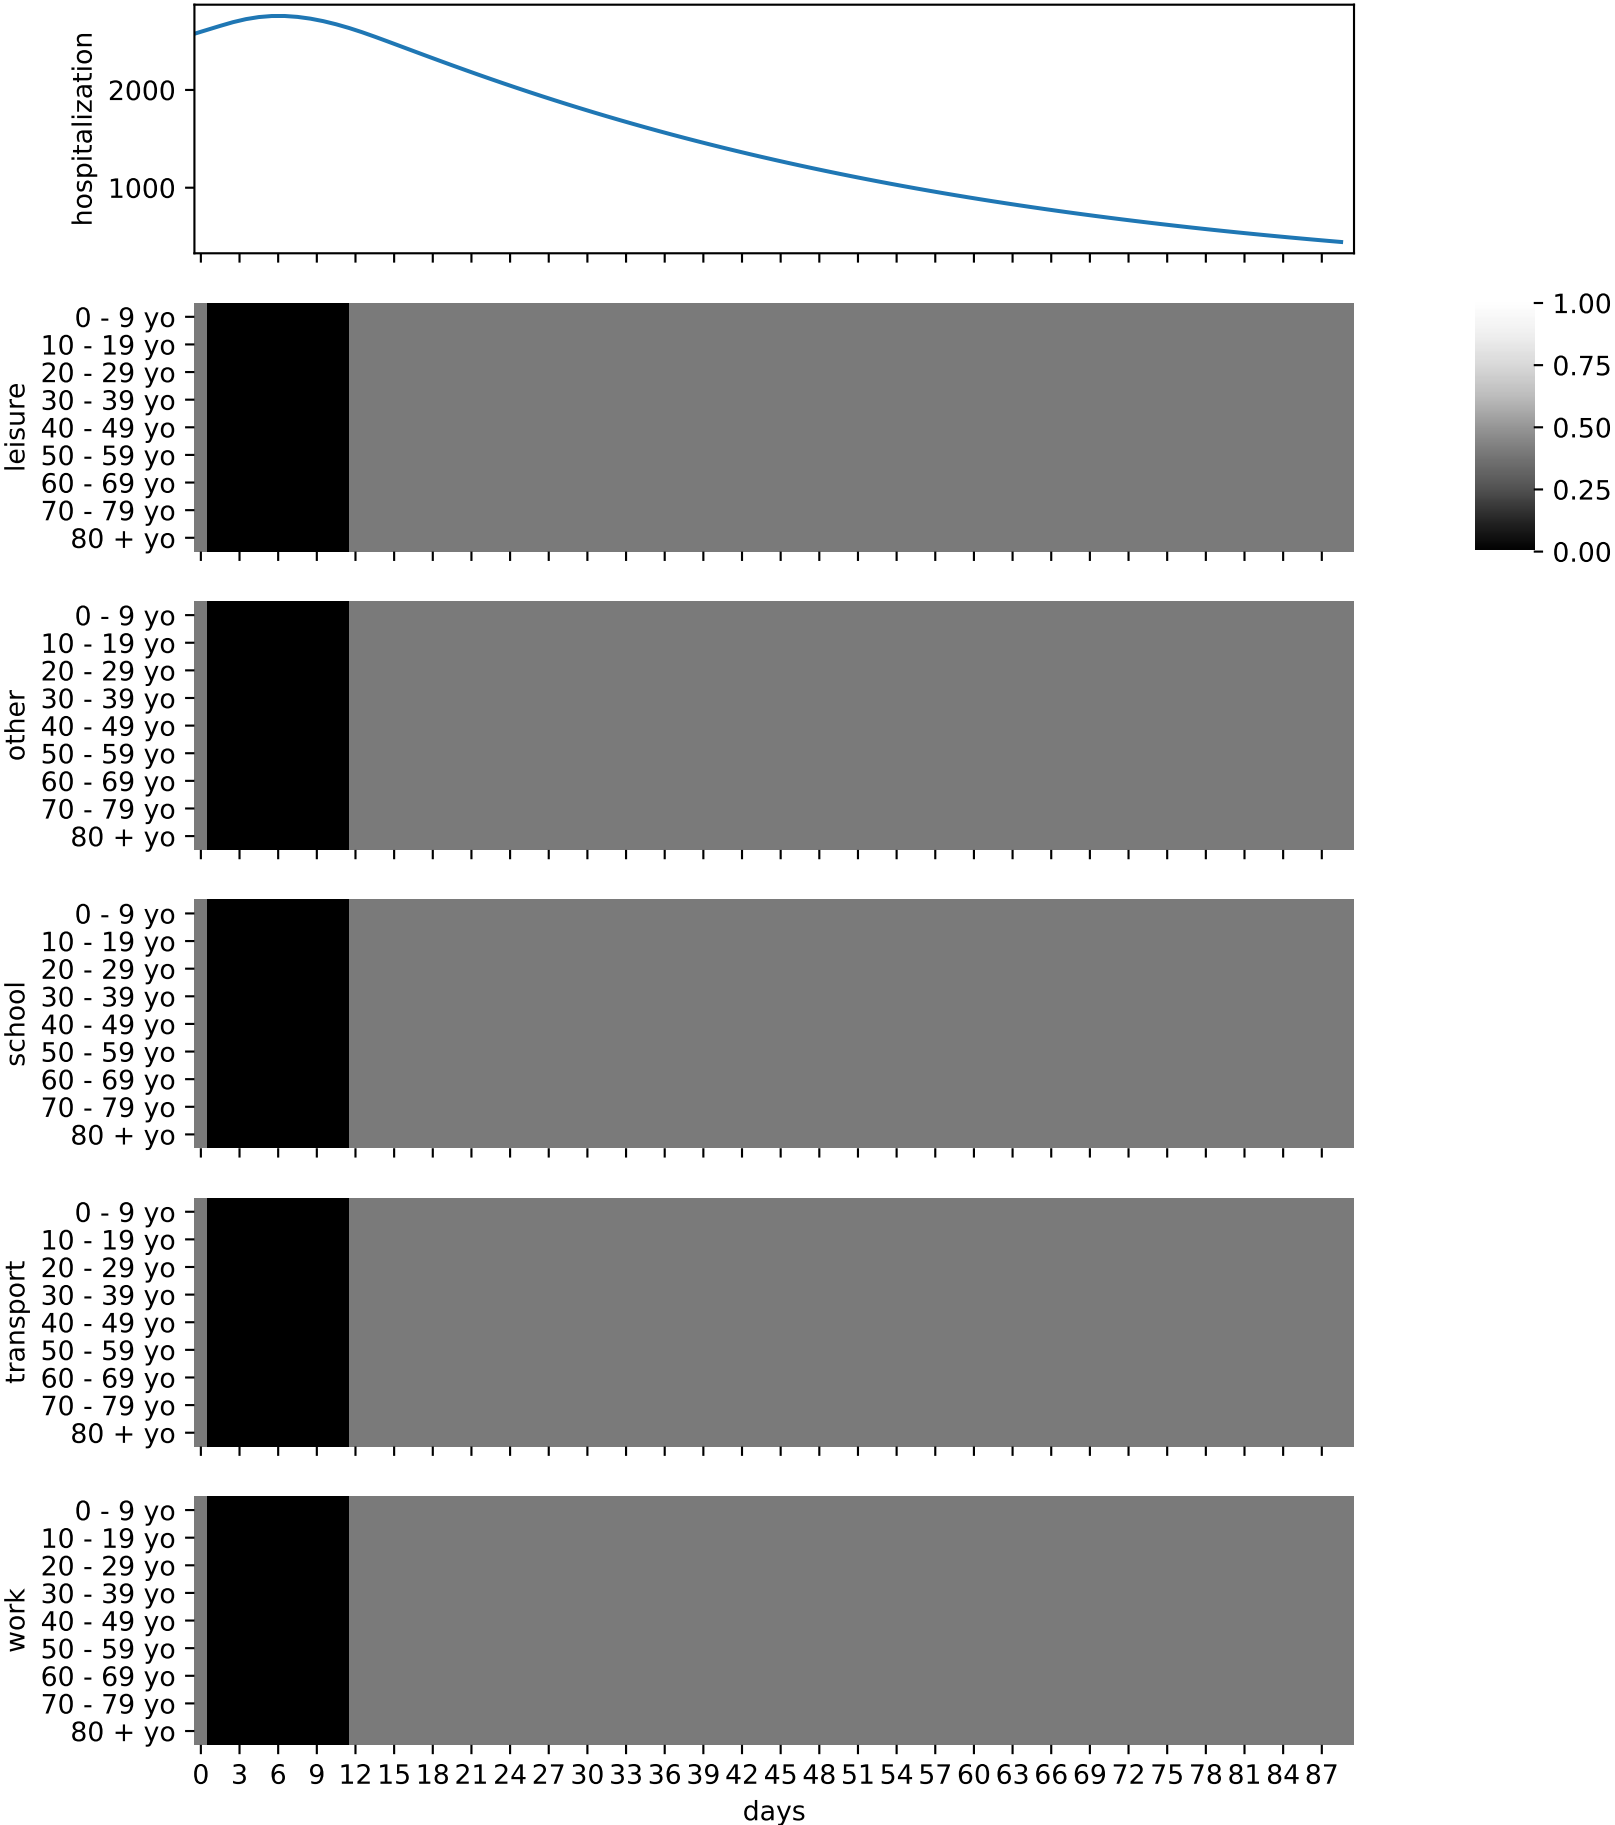 hospitalization
2000
1000
leisure
0 - 9 yo
10 - 19 yo
20 - 29 yo
30 - 39 yo
40 - 49 yo
50 - 59 yo
60 - 69 yo
70 - 79 yo
80 + yo
1.00
0.75
0.50
0.25
0.00
other
0 - 9 yo
10 - 19 yo
20 - 29 yo
30 - 39 yo
40 - 49 yo
50 - 59 yo
60 - 69 yo
70 - 79 yo
80 + yo
school
0 - 9 yo
10 - 19 yo
20 - 29 yo
30 - 39 yo
40 - 49 yo
50 - 59 yo
60 - 69 yo
70 - 79 yo
80 + yo
transport
0 - 9 yo
10 - 19 yo
20 - 29 yo
30 - 39 yo
40 - 49 yo
50 - 59 yo
60 - 69 yo
70 - 79 yo
80 + yo
work
0 - 9 yo
10 - 19 yo
20 - 29 yo
30 - 39 yo
40 - 49 yo
50 - 59 yo
60 - 69 yo
70 - 79 yo
80 + yo
0 3 6 9 12 15 18 21 24 27 30 33 36 39 42 45 48 51 54 57 60 63 66 69 72 75 78 81 84 87
days